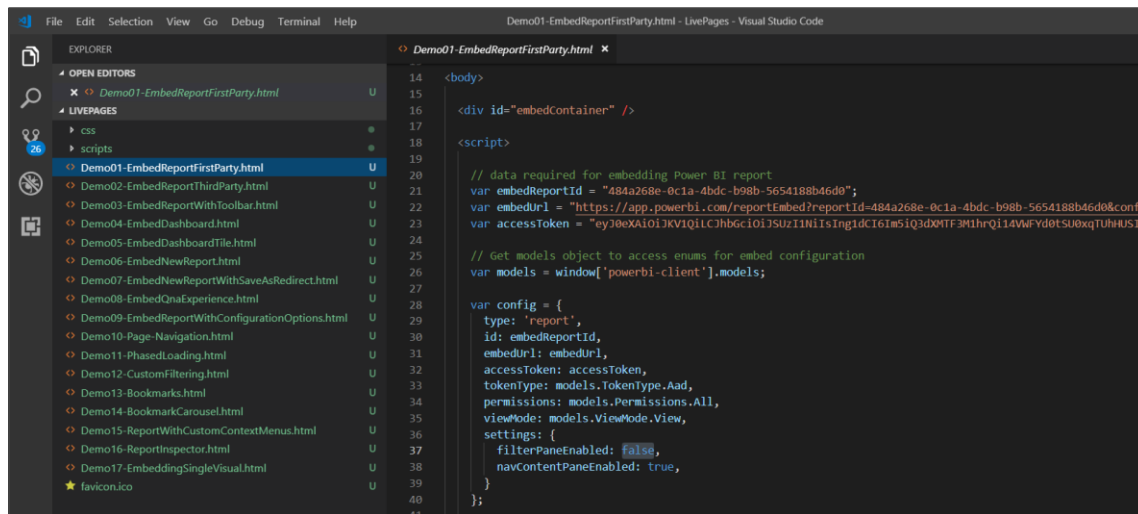 File Edit Selection View Go Debug Terminal Help
Demo01-EmbedReportFirstParty.html - LivePages - Visual Studio Code
EXPLORER
OPEN EDITORS
Demo01-EmbedReportFirstParty.html U
LIVEPAGES
css
scripts
26
Demo01-EmbedReportFirstParty.html U
Demo02-EmbedReportThirdParty.html U
Demo03-EmbedReportWithToolbar.html U
Demo04-EmbedDashboard.html U
Demo05-EmbedDashboardTile.html U
Demo06-EmbedNewReport.html U
Demo07-EmbedNewReportWithSaveAsRedirect.html U
Demo08-EmbedQnaExperience.html U
Demo09-EmbedReportWithConfigurationOptions.html U
Demo10-Page-Navigation.html U
Demo11-PhasedLoading.html U
Demo12-CustomFiltering.html U
Demo13-Bookmarks.html U
Demo14-BookmarkCarousel.html U
Demo15-ReportWithCustomContextMenus.html U
Demo16-ReportInspector.html U
Demo17-EmbeddingSingleVisual.html U
favicon.ico U
Demo01-EmbedReportFirstParty.html
14 <body>
15
16 <div id="embedContainer" />
17
18 <script>
19
20 // data required for embedding Power BI report
21 var embedReportId = "484a268e-0c1a-4bdc-b98b-5654188b46d0";
22 var embedUrl = "https://app.powerbi.com/reportEmbed?reportId=484a268e-0c1a-4bdc-b98b-5654188b46d0&conf
23 var accessToken =
24
25 // Get models object to access enums for embed configuration
26 var models = window['powerbi-client'].models;
27
28 var config = {
29 type: 'report',
30 id: embedReportId,
31 embedUrl: embedUrl,
32 accessToken: accessToken,
33 tokenType: models.TokenType.Aad,
34 permissions: models.Permissions.All,
35 viewMode: models.ViewMode.View,
36 settings: {
37 filterPaneEnabled: false,
38 navContentPaneEnabled: true,
39 }
40 };